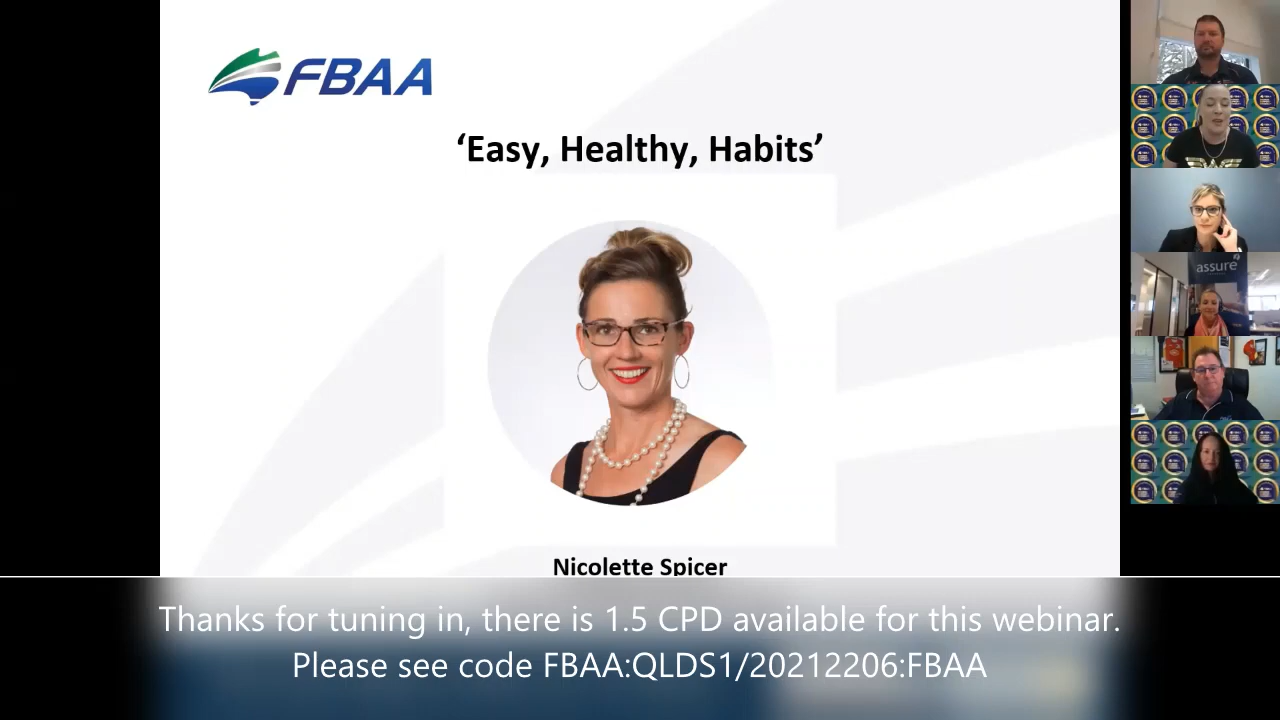 FBAA
‘Easy, Healthy, Habits’
assure
Nicolette Spicer
Thanks for tuning in, there is 1.5 CPD available for this webinar.
Please see code FBAA:QLDS1/20212206:FBAA